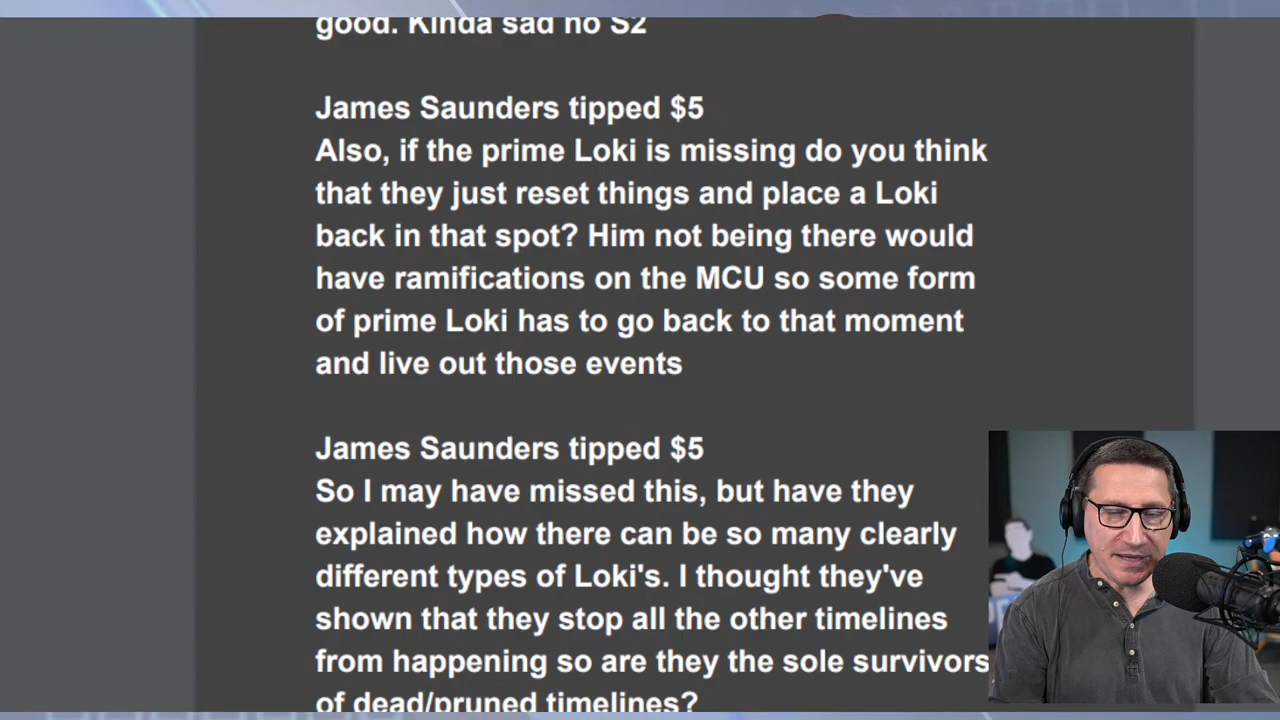 good. Kinda sad no S2
James Saunders tipped $5
Also, if the prime Loki is missing do you think
that they just reset things and place a Loki
back in that spot? Him not being there would
have ramifications on the MCU so some form
of prime Loki has to go back to that moment
and live out those events
James Saunders tipped $5
So I may have missed this, but have they
explained how there can be so many clearly
different types of Loki's. I thought they've
shown that they stop all the other timelines
from happening so are they the sole survivors
of dead/pruned timelines?